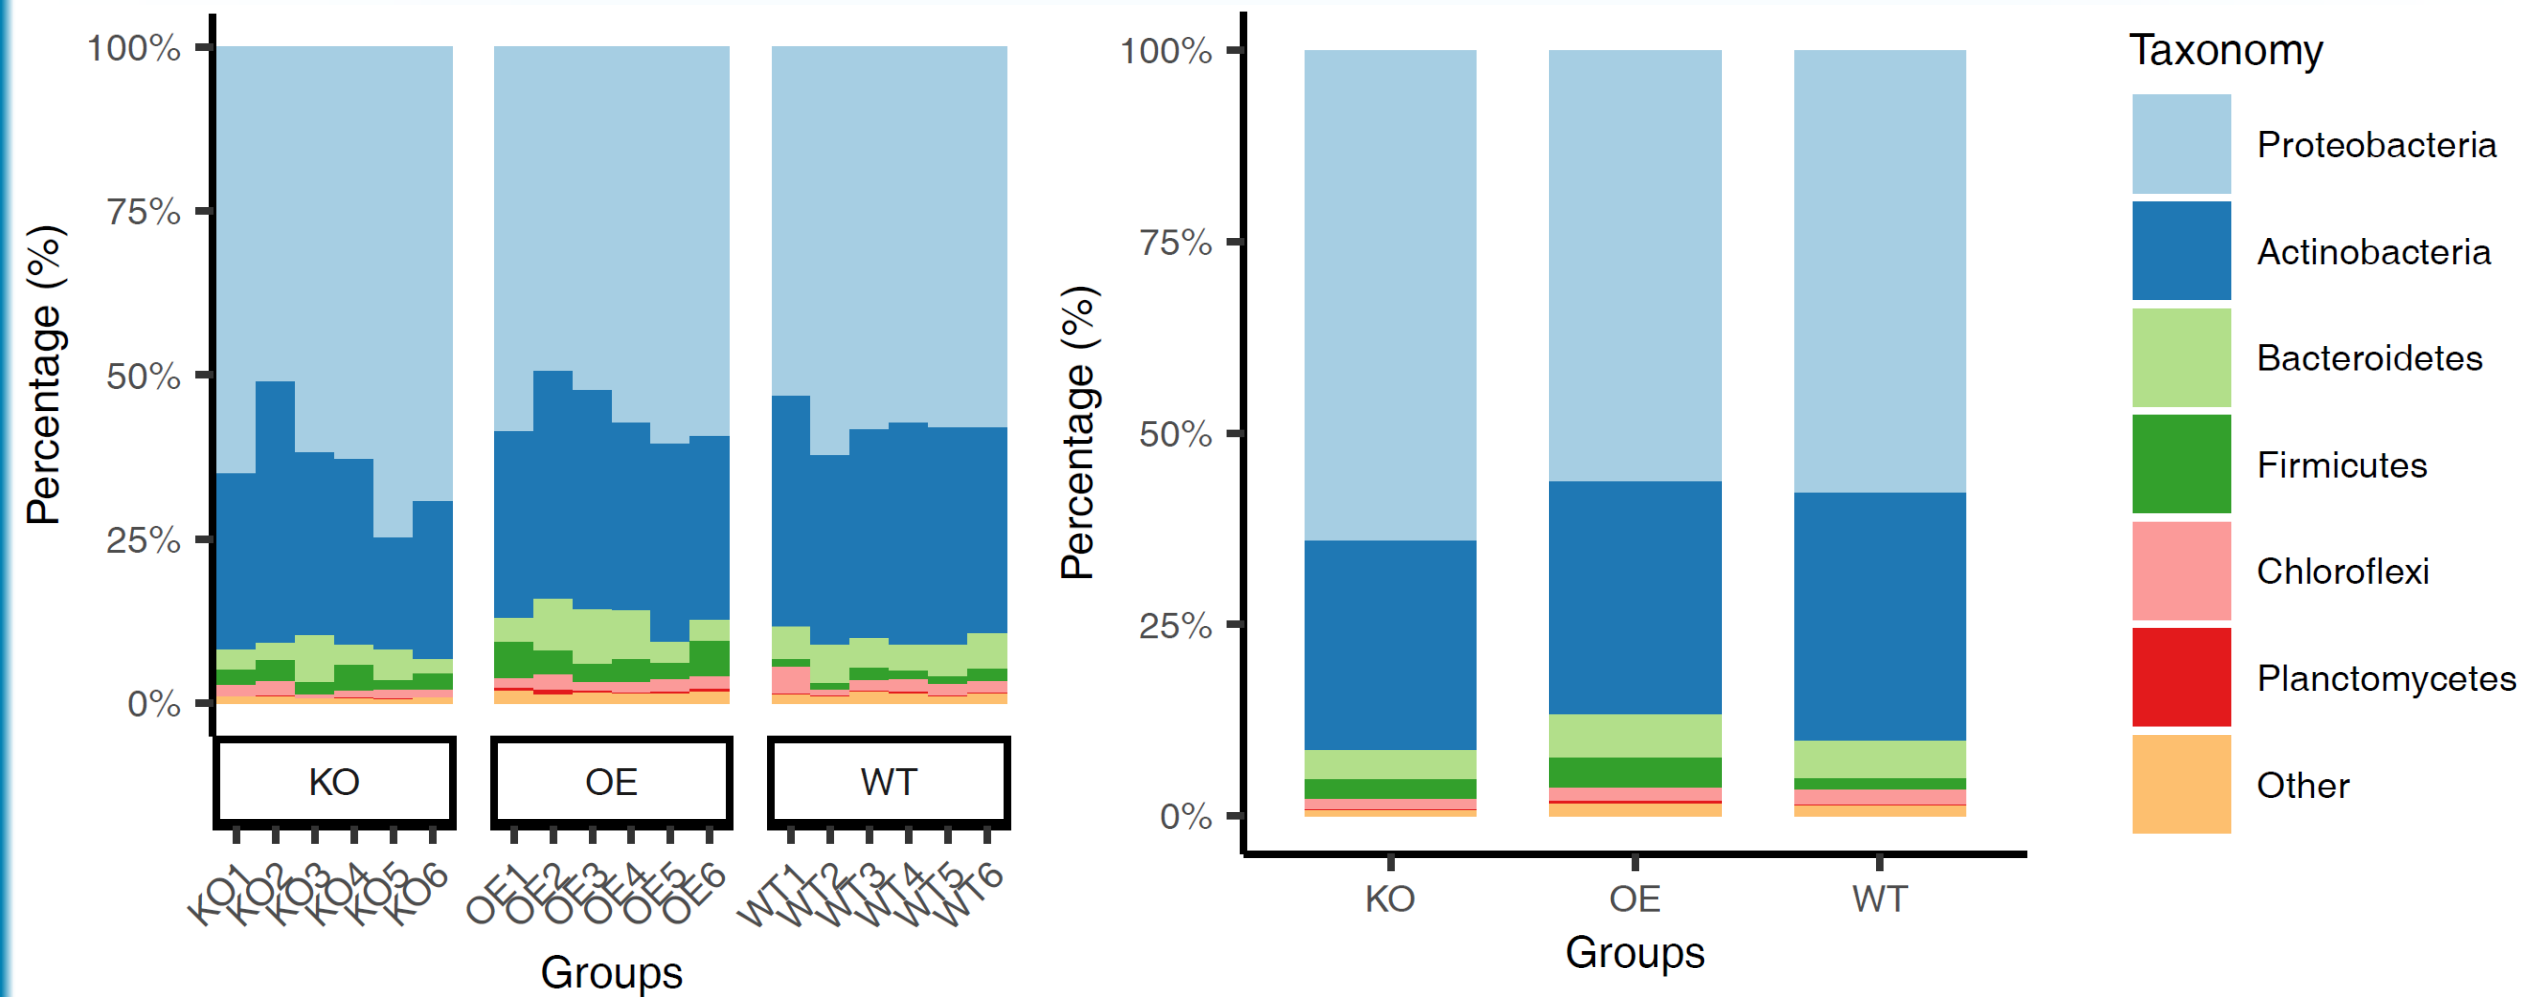 Percentage (%)
100%
75%
50%
25%
0%
KO
OE
WT
KO1
KO2
KO3
KO4
KO5
KO6
OE1
OE2
OE3
OE4
OE5
OE6
WT1
WT2
WT3
WT4
WT5
WT6
Groups
Percentage (%)
100%
75%
50%
25%
0%
KO
OE
WT
Groups
Taxonomy
Proteobacteria
Actinobacteria
Bacteroidetes
Firmicutes
Chloroflexi
Planctomycetes
Other